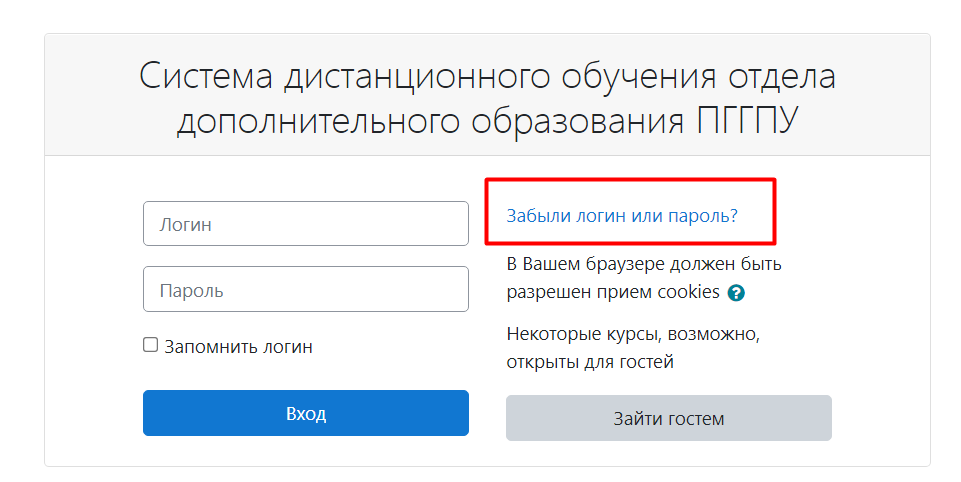 Система дистанционного обучения отдела
дополнительного образования ПГГПУ
Логин
Пароль
Запомнить логин
Вход
Забыли логин или пароль?
В Вашем браузере должен быть
разрешен прием cookies
Некоторые курсы, возможно,
открыты для гостей
Зайти гостем